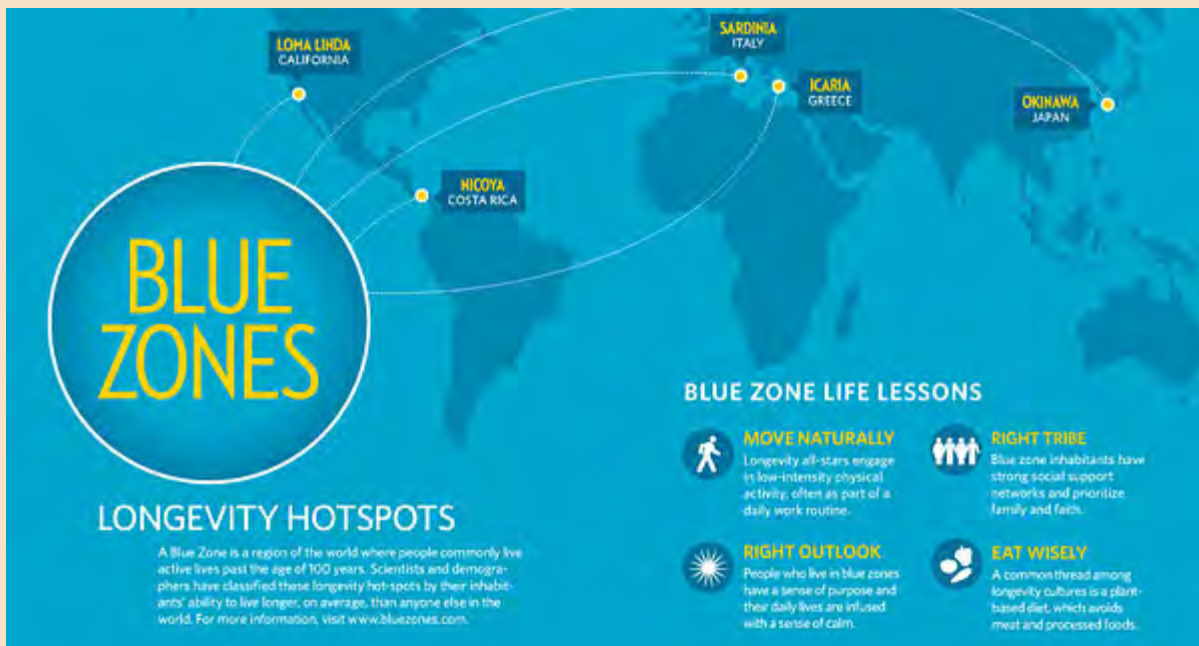 LOMA LINDA
CALIFORNIA
SARDINIA
ITALY
ICARIA
GREECE
OKINAWA
JAPAN
NICOYA
COSTA RICA
BLUE
ZONES
LONGEVITY HOTSPOTS
A Blue Zone is a region of the world where people commonly live
active lives past the age of 100 years. Scientists and demogra-
phers have classified these longevity hot-spots by their inhabit-
ants' ability to live longer, on average, than anyone else in the
world. For more information, visit www.bluezones.com.
BLUE ZONE LIFE LESSONS
MOVE NATURALLY
Longevity all-stars engage
in low-intensity physical
activity, often as part of a
daily work routine.
RIGHT TRIBE
Blue zone inhabitants have
strong social support
networks and prioritize
family and faith.
RIGHT OUTLOOK
People who live in blue zones
have a sense of purpose and
their daily lives are infused
with a sense of calm.
EAT WISELY
A common thread among
longevity cultures is a plant-
based diet, which avoids
meat and processed foods.